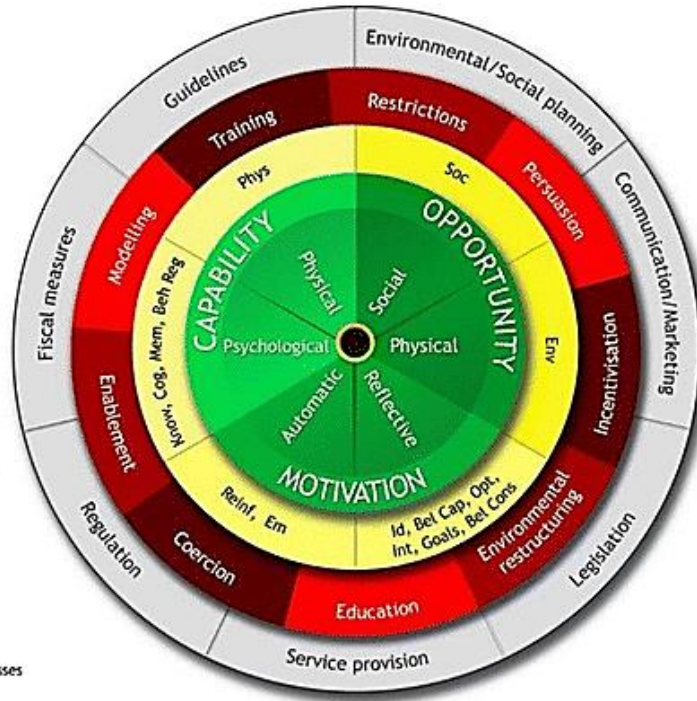 Guidelines
Environmental/Social planning
Communication/Marketing
Legislation
Service provision
Regulation
Fiscal measures
Training
Restrictions
Persuasion
Incentivisation
Environmental
restructuring
Education
Coercion
Enablement
Modelling
Phys
Soc
Env
Id, Bel Cap, Opt,
Int, Goals, Bel Cons
Reinf, Em
Know, Cog, Mem, Beh Reg
CAPABILITY
OPPORTUNITY
MOTIVATION
Physical
Social
Psychological
Physical
Automatic
Reflective